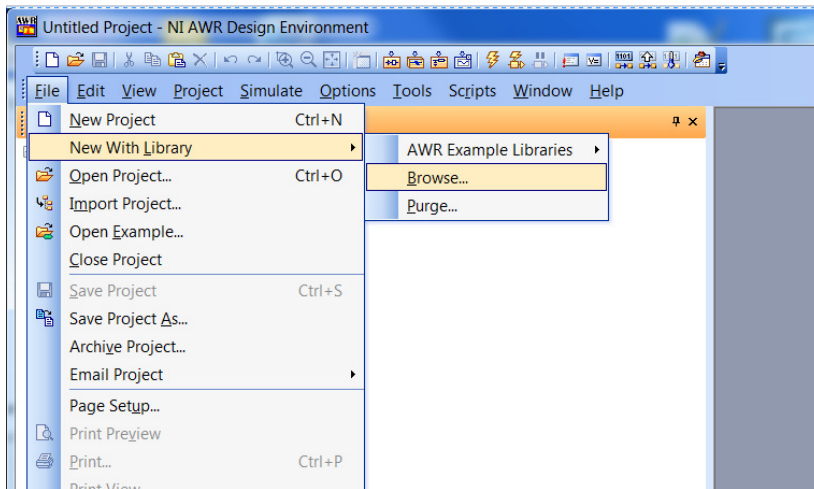 Untitled Project - NI AWR Design Environment
File Edit View Project Simulate Options Tools Scripts Window Help
New Project Ctrl+N
New With Library
AWR Example Libraries
Open Project... Ctrl+O
Browse...
Import Project...
Purge...
Open Example...
Close Project
Save Project Ctrl+S
Save Project As...
Archive Project...
Email Project
Page Setup...
Print Preview
Print... Ctrl+P
Print View